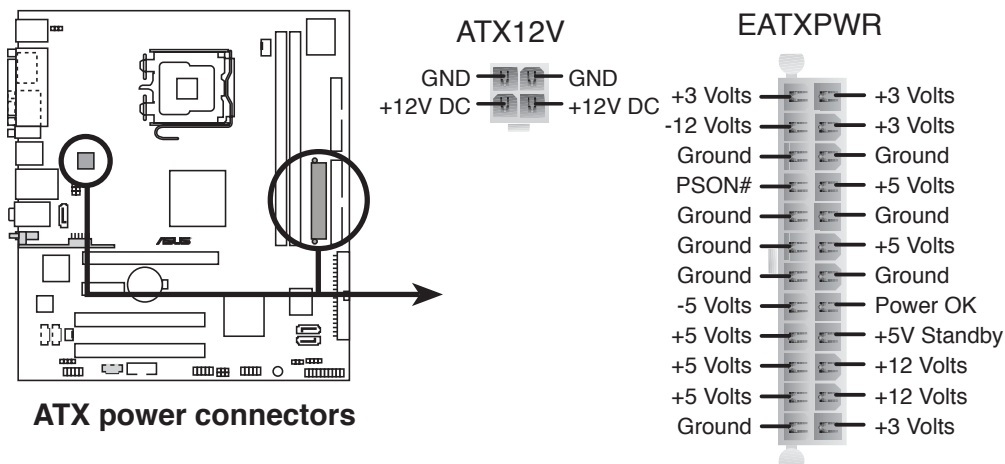 ATX12V
GND
GND
+12V DC
+12V DC
EATXPWR
+3 Volts
+3 Volts
-12 Volts
+3 Volts
Ground
Ground
PSON#
+5 Volts
Ground
Ground
Ground
+5 Volts
Ground
Ground
-5 Volts
Power OK
+5 Volts
+5V Standby
+5 Volts
+12 Volts
+5 Volts
+12 Volts
Ground
+3 Volts
ASUS
ATX power connectors